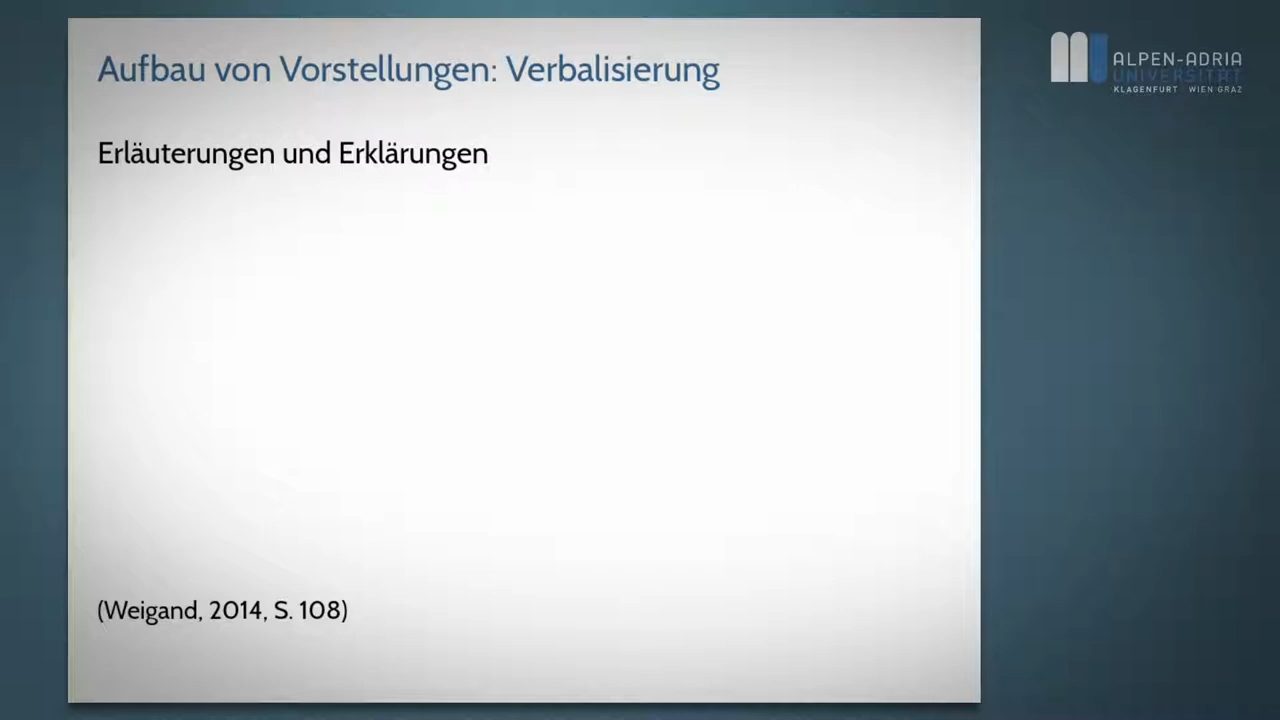 Aufbau von Vorstellungen: Verbalisierung
Erläuterungen und Erklärungen
(Weigand, 2014, S. 108)
ALPEN-ADRIA
UNIVERSITÄT
KLAGENFURT WIEN GRAZ